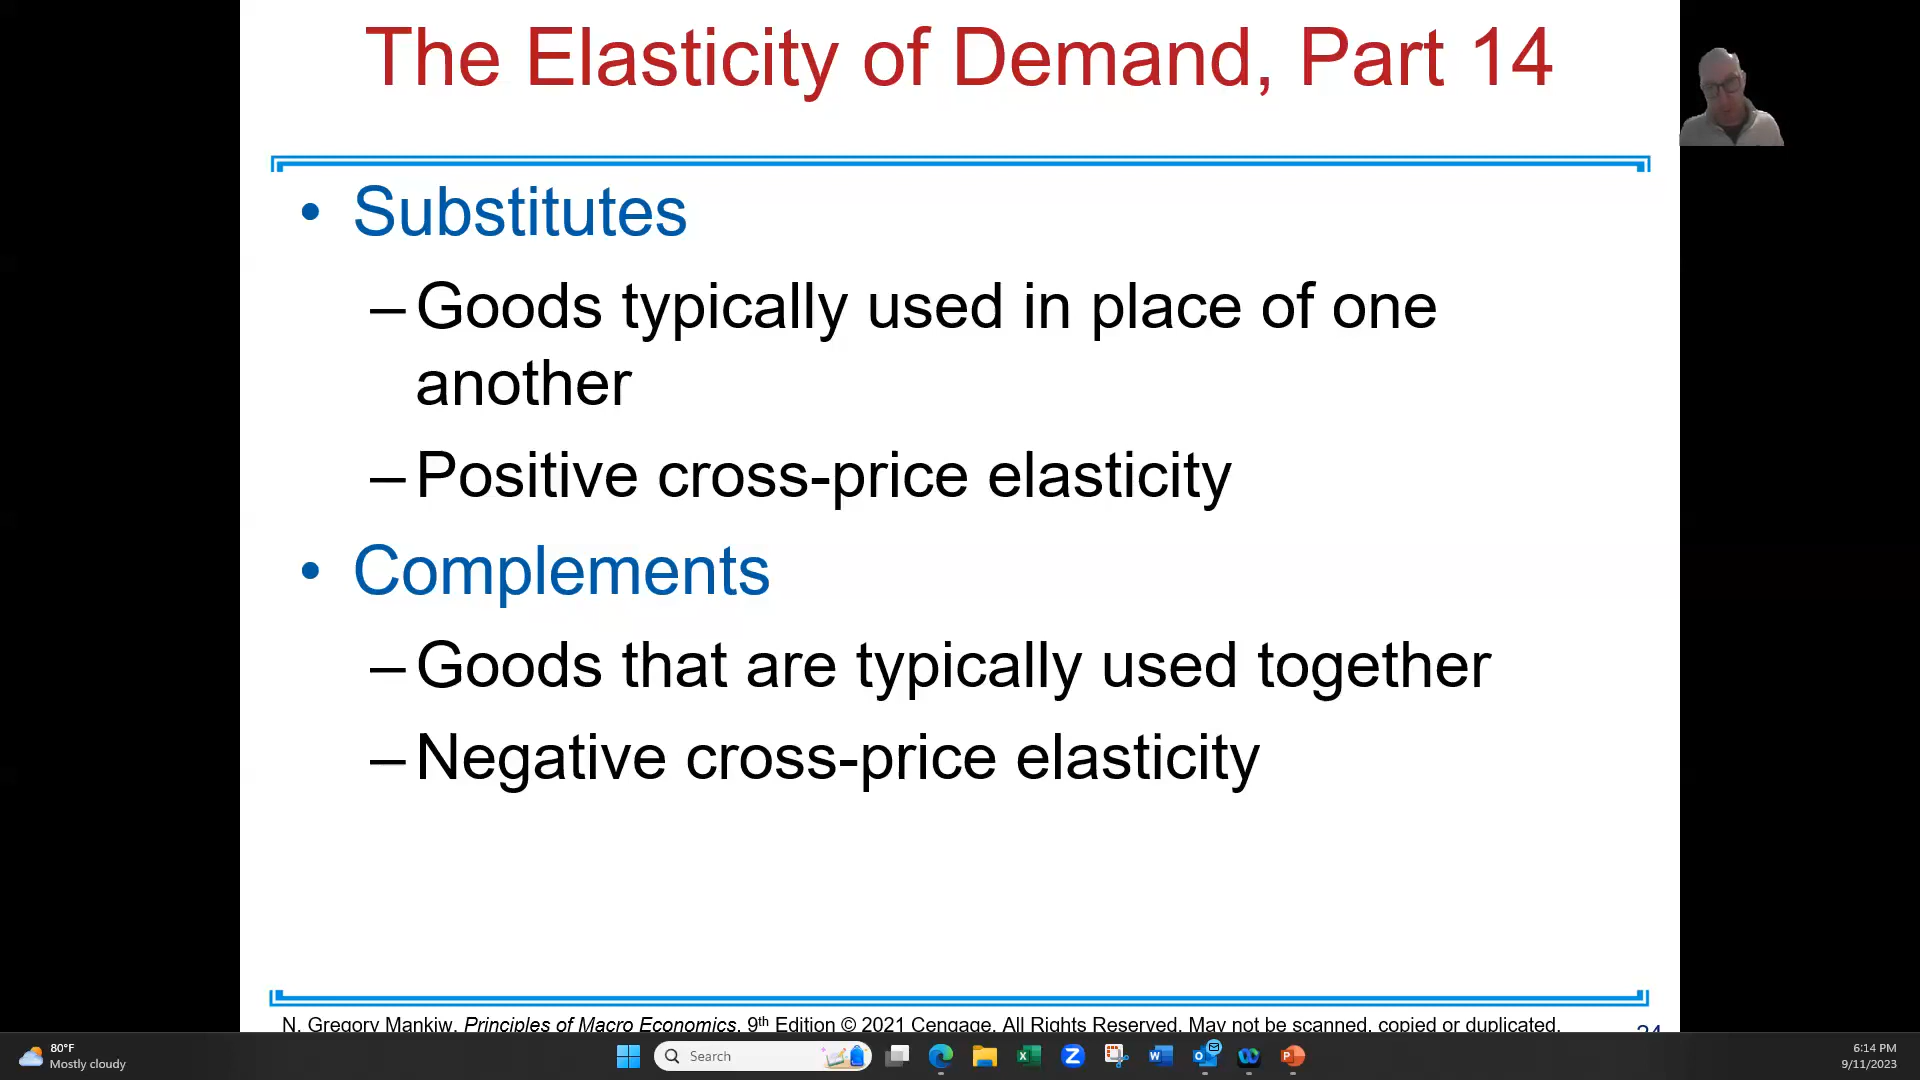 The Elasticity of Demand, Part 14
• Substitutes
– Goods typically used in place of one
another
– Positive cross-price elasticity
• Complements
– Goods that are typically used together
– Negative cross-price elasticity
N. Gregory Mankiw, Principles of Macro Economics, 9th Edition © 2021 Cengage. All Rights Reserved. May not be scanned, copied or duplicated,
34
80°F
Mostly cloudy
Search
6:14 PM
9/11/2023